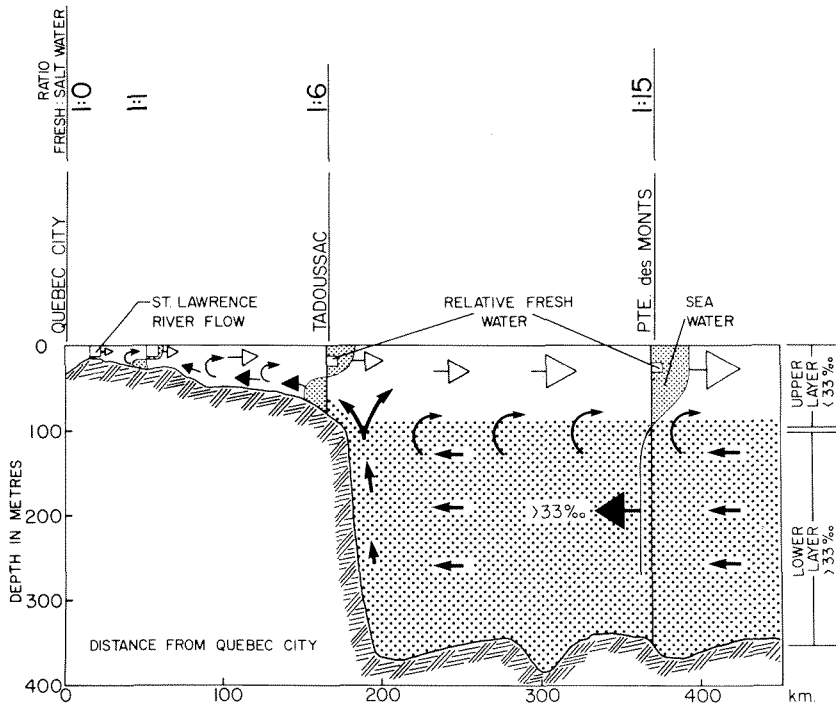 RATIO
FRESH : SALT WATER
1:0
1:1
1:6
1:15
QUEBEC CITY
TADOUSSAC
PTE. des MONTS
ST. LAWRENCE
RIVER FLOW
RELATIVE FRESH
WATER
SEA
WATER
0
100
200
300
400
DEPTH IN METRES
>33‰
UPPER
LAYER
<33‰
LOWER
LAYER
>33‰
DISTANCE FROM QUEBEC CITY
0
100
200
300
400
km.